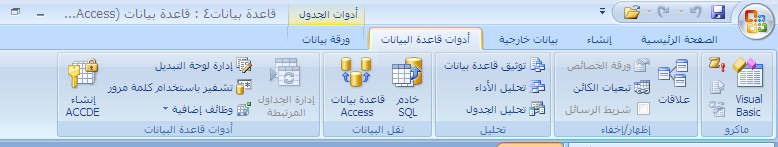 أدوات الجدول
قاعدة بيانات٤ : قاعدة بيانات (Access...
الصفحة الرئيسية
إنشاء
بيانات خارجية
أدوات قاعدة البيانات
ورقة بيانات
Visual Basic
ماكرو
علاقات
ورقة الخصائص
تبعيات الكائن
شريط الرسائل
إظهار/إخفاء
توثيق قاعدة بيانات
تحليل الأداء
تحليل الجدول
تحليل
خادم SQL
قاعدة بيانات Access
نقل البيانات
إدارة الجداول المرتبطة
إدارة لوحة التبديل
تشفير باستخدام كلمة مرور
وظائف إضافية
إنشاء ACCDE
أدوات قاعدة البيانات